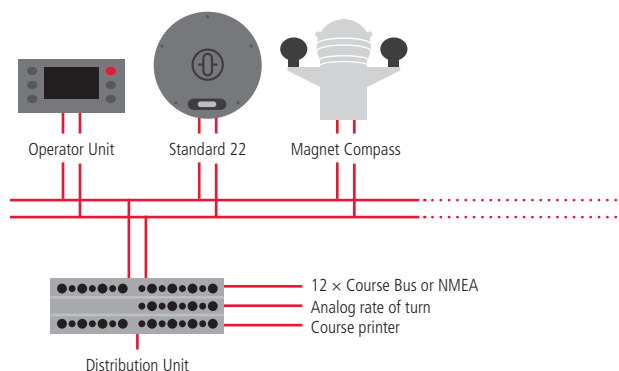 Operator Unit
Standard 22
Magnet Compass
12 × Course Bus or NMEA
Analog rate of turn
Course printer
Distribution Unit